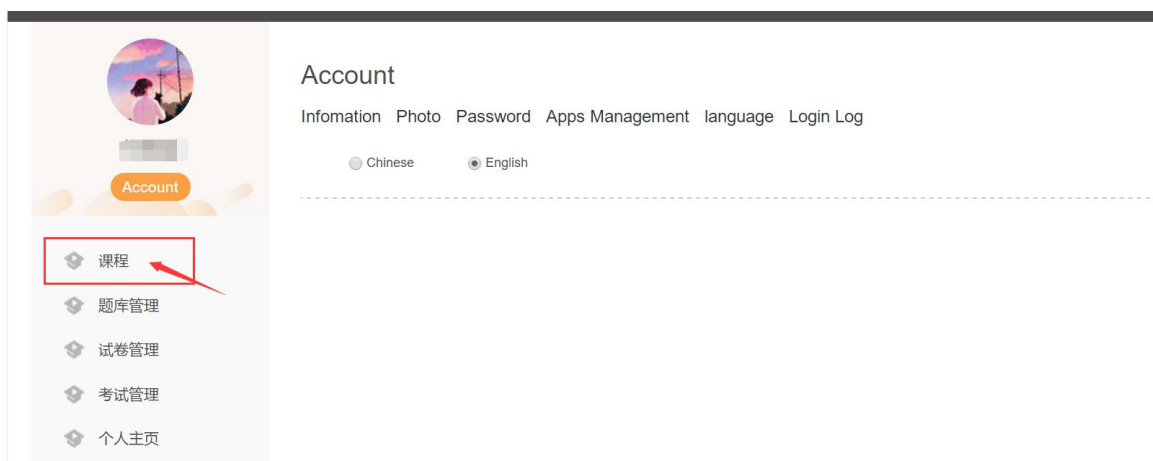 Account
Account
Infomation Photo Password Apps Management language Login Log
Chinese English
课程
题库管理
试卷管理
考试管理
个人主页